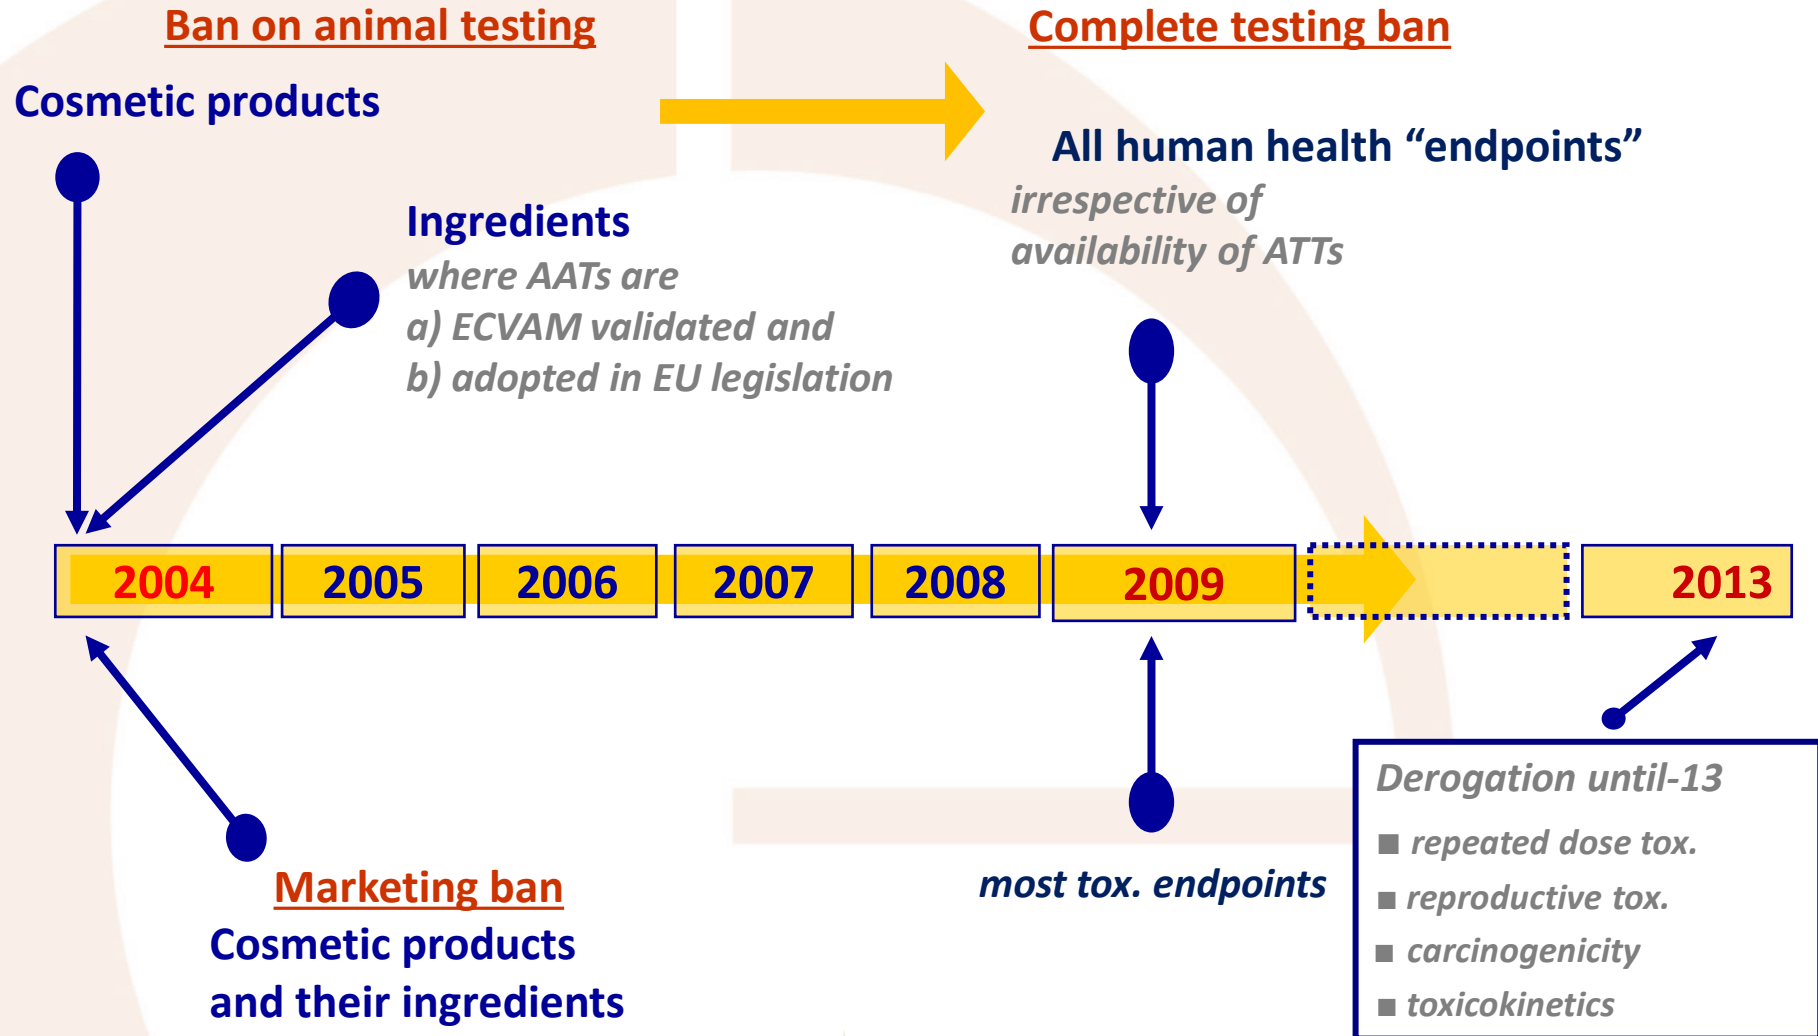 Ban on animal testing
Complete testing ban
Cosmetic products
All human health “endpoints”
irrespective of
availability of ATTs
Ingredients
where AATs are
a) ECVAM validated and
b) adopted in EU legislation
2004
2005
2006
2007
2008
2009
2013
Marketing ban
Cosmetic products
and their ingredients
most tox. endpoints
Derogation until-13
■ repeated dose tox.
■ reproductive tox.
■ carcinogenicity
■ toxicokinetics